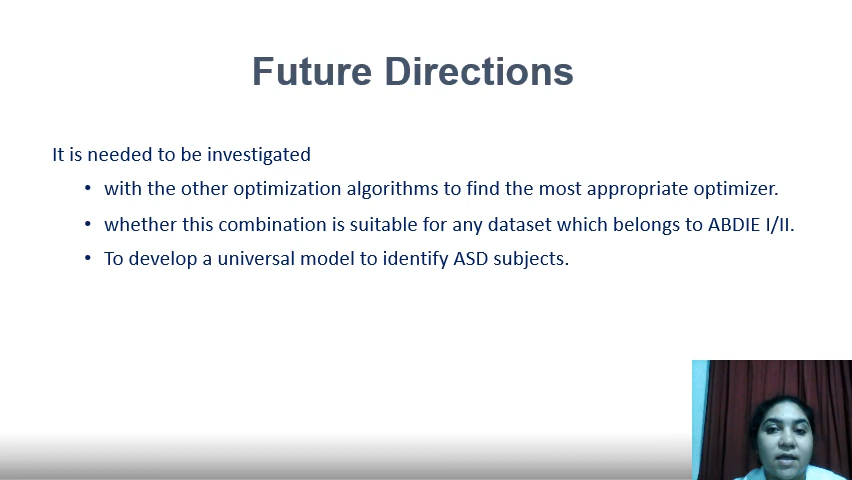 Future Directions
It is needed to be investigated
• with the other optimization algorithms to find the most appropriate optimizer.
• whether this combination is suitable for any dataset which belongs to ABDIE I/II.
• To develop a universal model to identify ASD subjects.